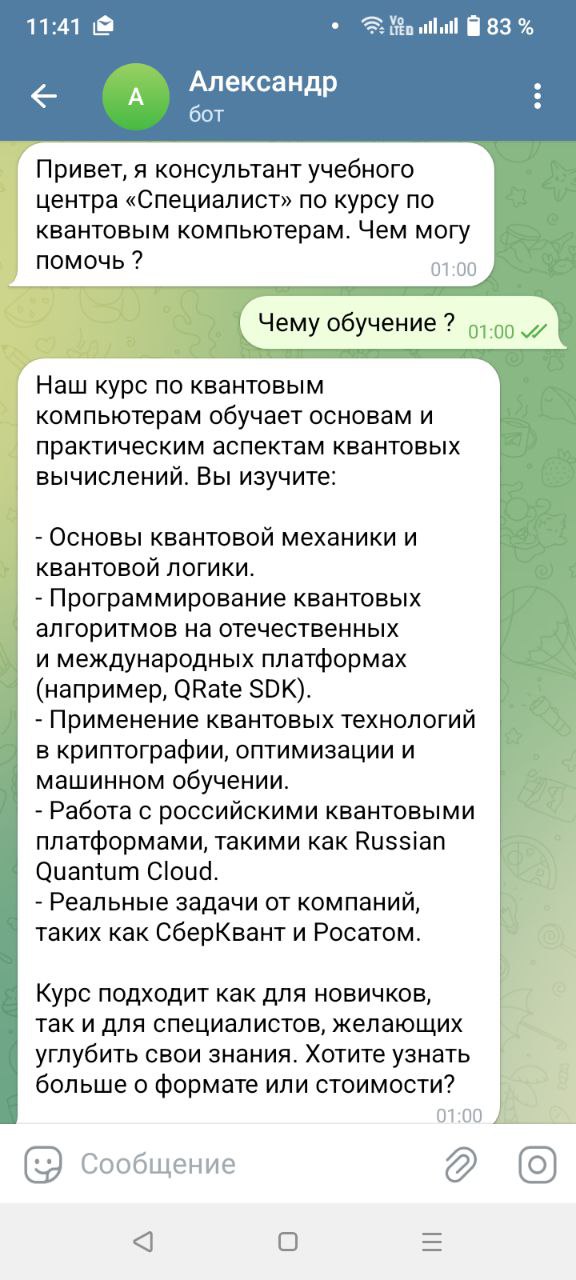 11:41
Vo
LTE
83 %
А
Александр
бот
Привет, я консультант учебного
центра «Специалист» по курсу по
квантовым компьютерам. Чем могу
помочь ?
01:00
Чему обучение ?
01:00
Наш курс по квантовым
компьютерам обучает основам и
практическим аспектам квантовых
вычислений. Вы изучите:
- Основы квантовой механики и
квантовой логики.
- Программирование квантовых
алгоритмов на отечественных
и международных платформах
(например, QRate SDK).
- Применение квантовых технологий
в криптографии, оптимизации и
машинном обучении.
- Работа с российскими квантовыми
платформами, такими как Russian
Quantum Cloud.
- Реальные задачи от компаний,
таких как СберКвант и Росатом.
Курс подходит как для новичков,
так и для специалистов, желающих
углубить свои знания. Хотите узнать
больше о формате или стоимости?
01:00
Сообщение